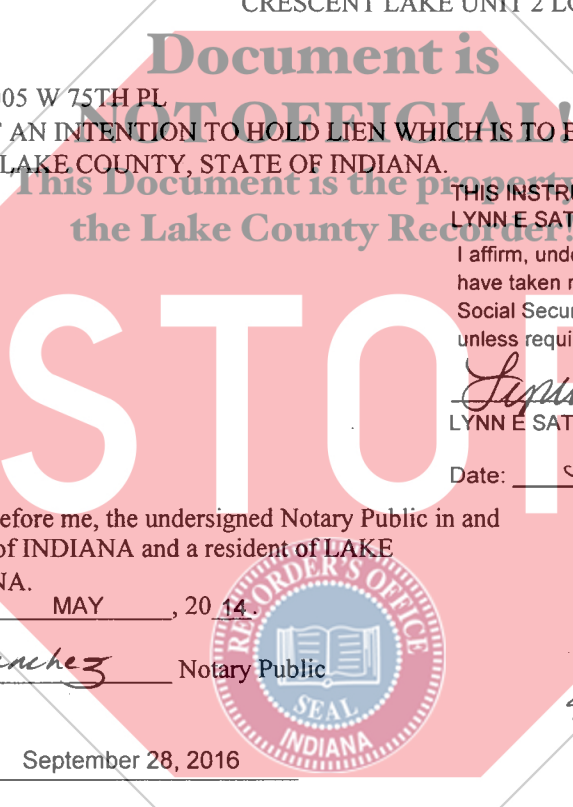 CRESCENT LAKE UNIT 2 LO
Document is
05 W 75TH PL
NOT OFFICIAL!
AN INTENTION TO HOLD LIEN WHICH IS TO B
LAKE COUNTY, STATE OF INDIANA.
This Document is the property
THIS INSTR
LYNN E SAT
the Lake County Recorder!
I affirm, unde
have taken r
Social Secur
unless requi
STO
LYNN E SAT
Date:
efore me, the undersigned Notary Public in and
of INDIANA and a resident of LAKE
NA.
MAY , 20 14.
nchez Notary Public
RECORDER'S OFFICE
SEAL
INDIANA
September 28, 2016